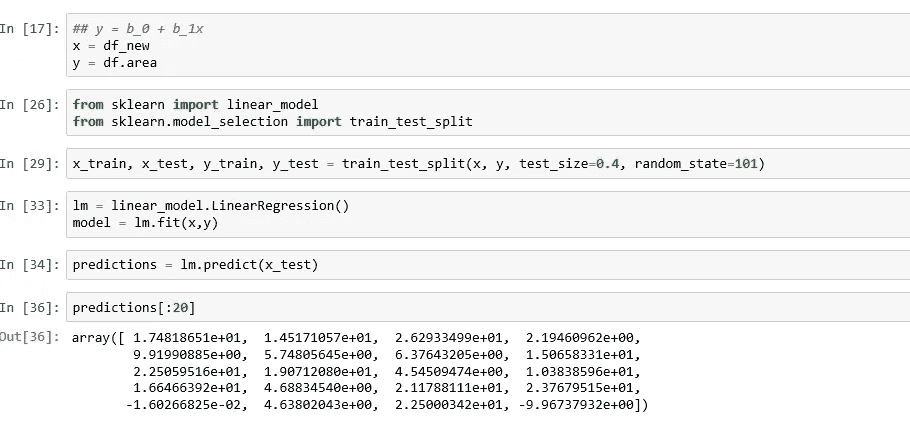 In [17]: ## y = b_0 + b_1x
x = df_new
y = df.area
In [26]: from sklearn import linear_model
from sklearn.model_selection import train_test_split
In [29]: x_train, x_test, y_train, y_test = train_test_split(x, y, test_size=0.4, random_state=101)
In [33]: lm = linear_model.LinearRegression()
model = lm.fit(x,y)
In [34]: predictions = lm.predict(x_test)
In [36]: predictions[:20]
Out[36]: array([ 1.74818651e+01, 1.45171057e+01, 2.62933499e+01, 2.19460962e+00,
9.91990885e+00, 5.74805645e+00, 6.37643205e+00, 1.50658331e+01,
2.25059516e+01, 1.90712080e+01, 4.54509474e+00, 1.03838596e+01,
1.66466392e+01, 4.68834540e+00, 2.11788111e+01, 2.37679515e+01,
-1.60266825e-02, 4.63802043e+00, 2.25000342e+01, -9.96737932e+00])